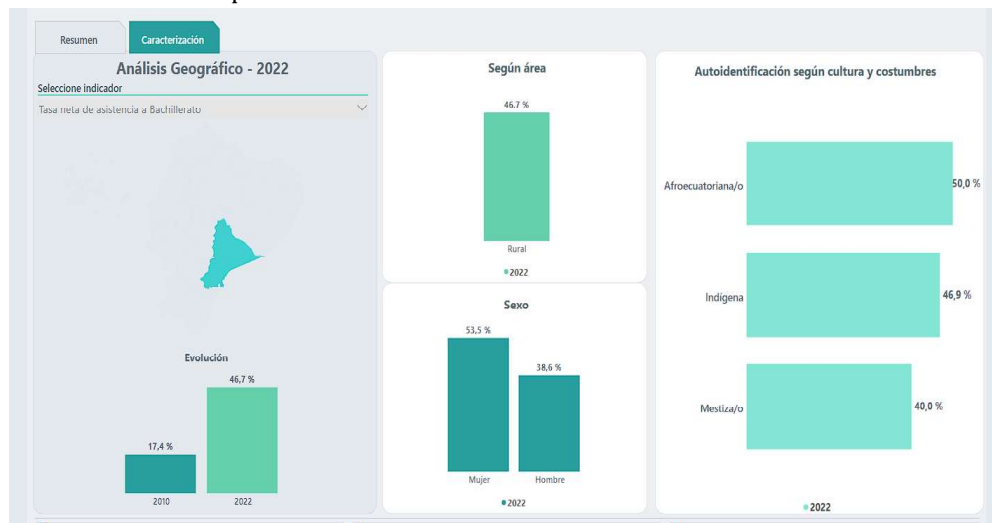 Resumen
Caracterización
Análisis Geográfico - 2022
Seleccione indicador
Tasa neta de asistencia a Bachillerato
Evolución
46,7 %
17,4 %
2010
2022
Según área
46.7 %
Rural
2022
Sexo
53,5 %
38,6 %
Mujer
Hombre
2022
Autoidentificación según cultura y costumbres
Afroecuatoriana/o
50,0 %
Indígena
46,9 %
Mestiza/o
40,0 %
2022